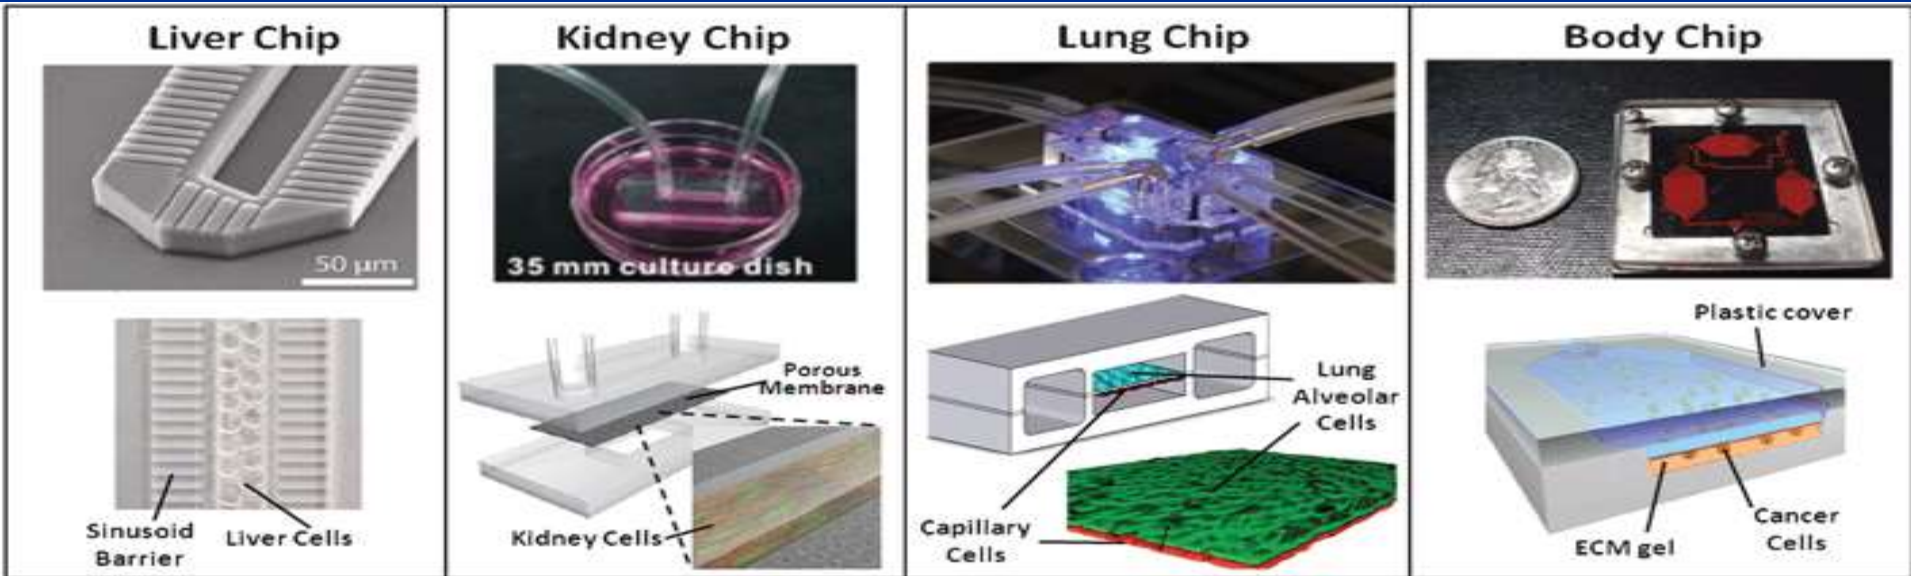 Liver Chip
50 µm
Sinusoid
Barrier
Liver Cells
Kidney Chip
35 mm culture dish
Porous
Membrane
Kidney Cells
Lung Chip
Lung
Alveolar
Cells
Capillary
Cells
Body Chip
Plastic cover
ECM gel
Cancer
Cells